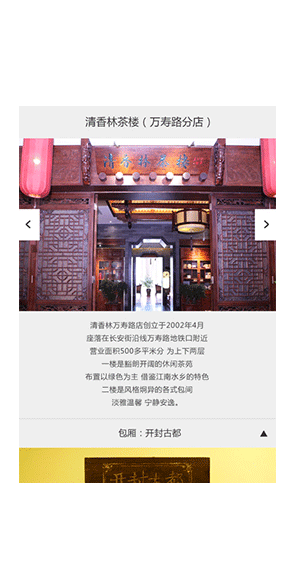 清香林茶楼（万寿路分店）
清香林茶楼
清香林万寿路店创立于2002年4月
座落在长安街沿线万寿路地铁口附近
营业面积500多平米分 为上下两层
一楼是豁朗开阔的休闲茶苑
布置以绿色为主 借鉴江南水乡的特色
二楼是风格炯异的各式包间
淡雅温馨 宁静安逸。
包厢：开封古都
开封古都